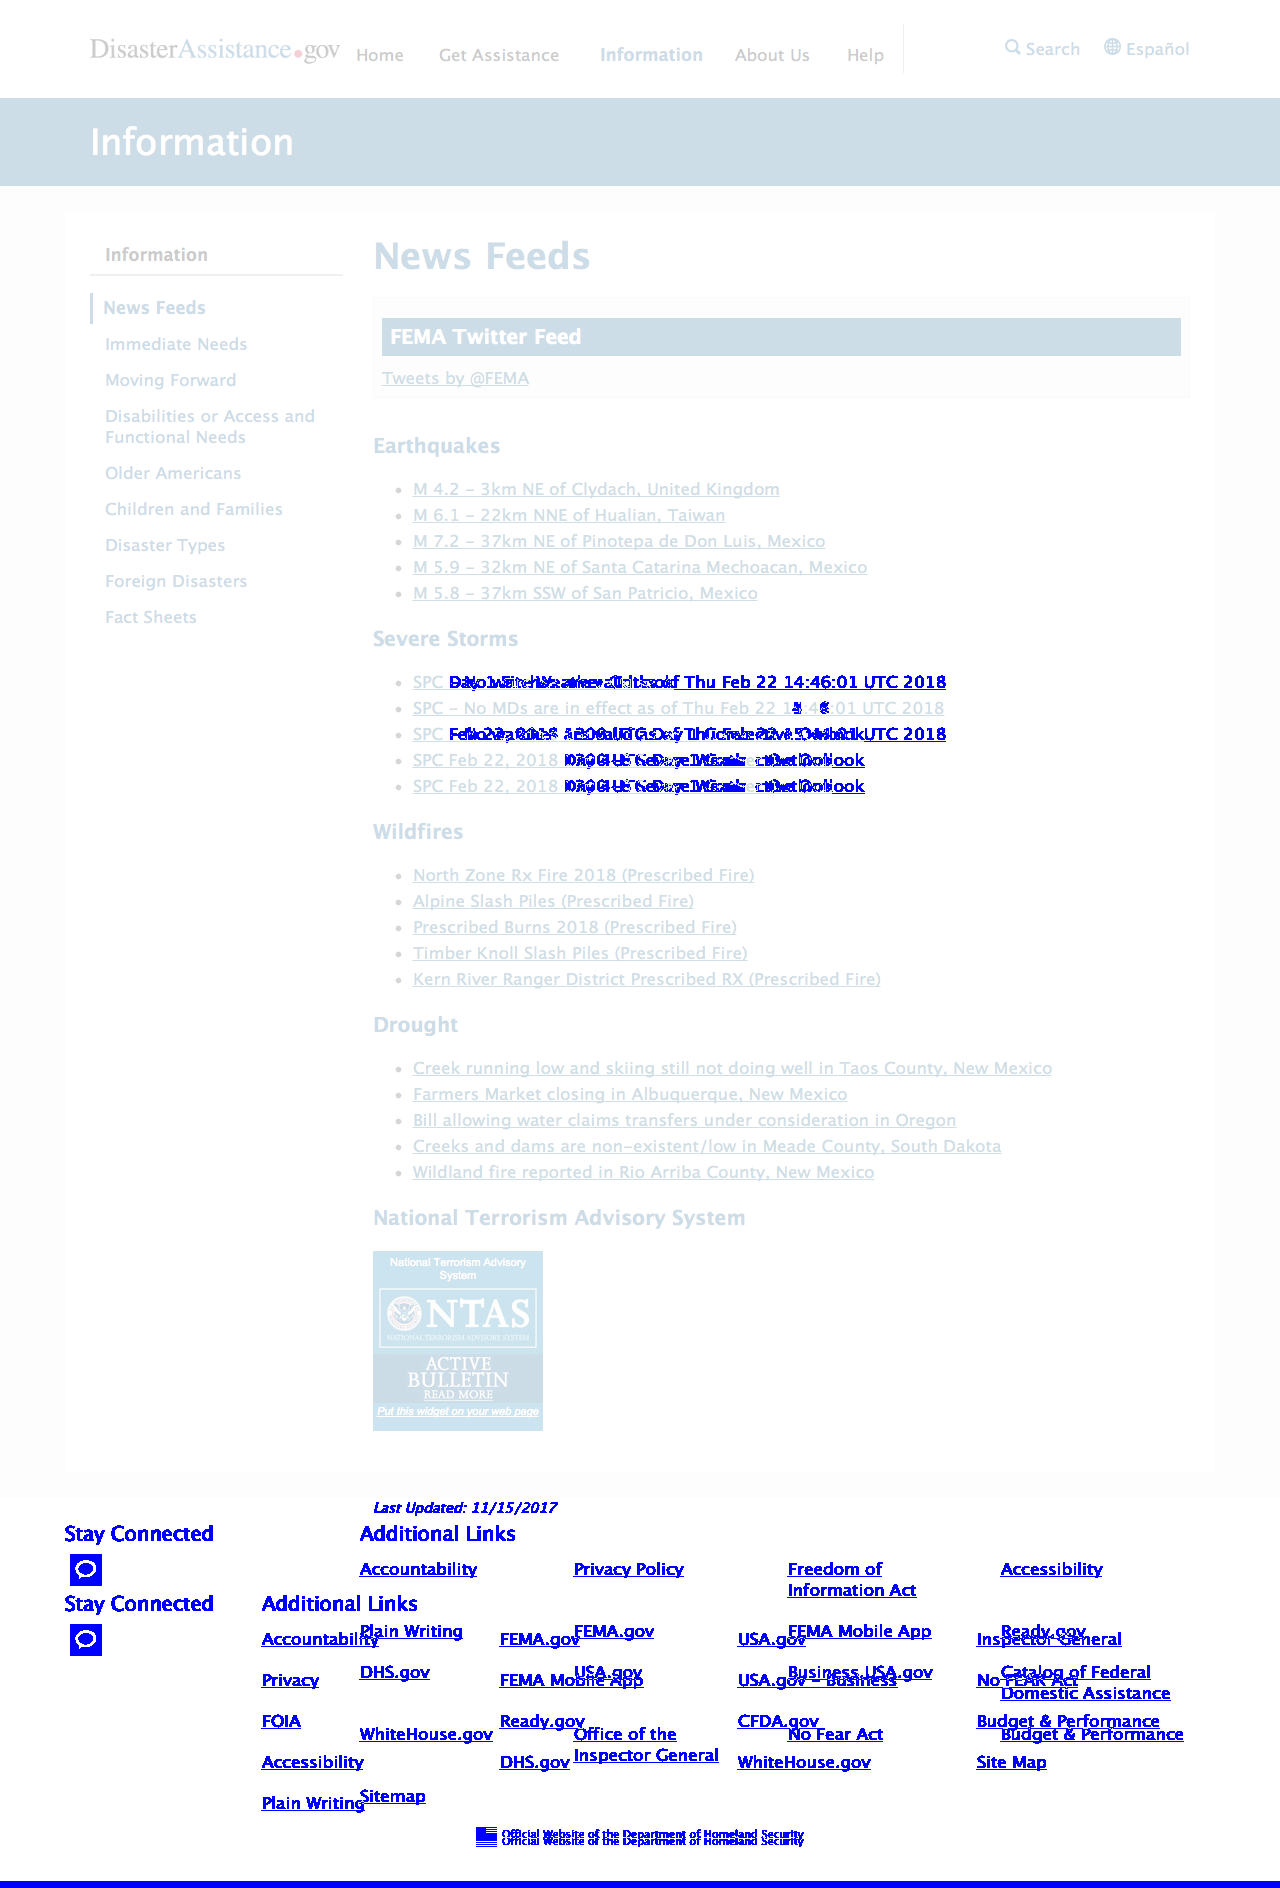 DisasterAssistance.gov Home Get Assistance Information About Us Help Search Español
Information
Information
News Feeds
Immediate Needs
Moving Forward
Disabilities or Access and
Functional Needs
Older Americans
Children and Families
Disaster Types
Foreign Disasters
Fact Sheets
News Feeds
FEMA Twitter Feed
Tweets by @FEMA
Earthquakes
M 4.2 - 3km NE of Clydach, United Kingdom
M 6.1 - 22km NNE of Hualian, Taiwan
M 7.2 - 37km NE of Pinotepa de Don Luis, Mexico
M 5.9 - 32km NE of Santa Catarina Mechoacan, Mexico
M 5.8 - 37km SSW of San Patricio, Mexico
Severe Storms
SPC of Thu Feb 22 14:46:01 UTC 2018
SPC - No MDs are in effect as of Thu Feb 22 UTC 2018
SPC UTC 2018
SPC Feb 22, 2018
SPC Feb 22, 2018
Wildfires
North Zone Rx Fire 2018 (Prescribed Fire)
Alpine Slash Piles (Prescribed Fire)
Prescribed Burns 2018 (Prescribed Fire)
Timber Knoll Slash Piles (Prescribed Fire)
Kern River Ranger District Prescribed RX (Prescribed Fire)
Drought
Creek running low and skiing still not doing well in Taos County, New Mexico
Farmers Market closing in Albuquerque, New Mexico
Bill allowing water claims transfers under consideration in Oregon
Creeks and dams are non-existent/low in Meade County, South Dakota
Wildland fire reported in Rio Arriba County, New Mexico
National Terrorism Advisory System
National Terrorism Advisory
System
NTAS
NATIONAL TERRORISM ADVISORY SYSTEM
ACTIVE
BULLETIN
READ MORE
Put this widget on your web page
Last Updated: 11/15/2017
Stay Connected Additional Links
Accountability Privacy Policy Freedom of Accessibility
Information Act
Stay Connected Additional Links
Plain Writing FEMA.gov FEMA Mobile App Ready.gov
Accountability FEMA.gov USA.gov Inspector General
DHS.gov USA.gov Business.USA.gov Catalog of Federal
Privacy FEMA Mobile App USA.gov - Business No FEAR Act
Domestic Assistance
FOIA Ready.gov CFDA.gov Budget & Performance
WhiteHouse.gov Office of the No Fear Act Budget & Performance
Inspector General
Accessibility DHS.gov WhiteHouse.gov Site Map
Sitemap
Plain Writing
Official Website of the Department of Homeland Security
Official Website of the Department of Homeland Security